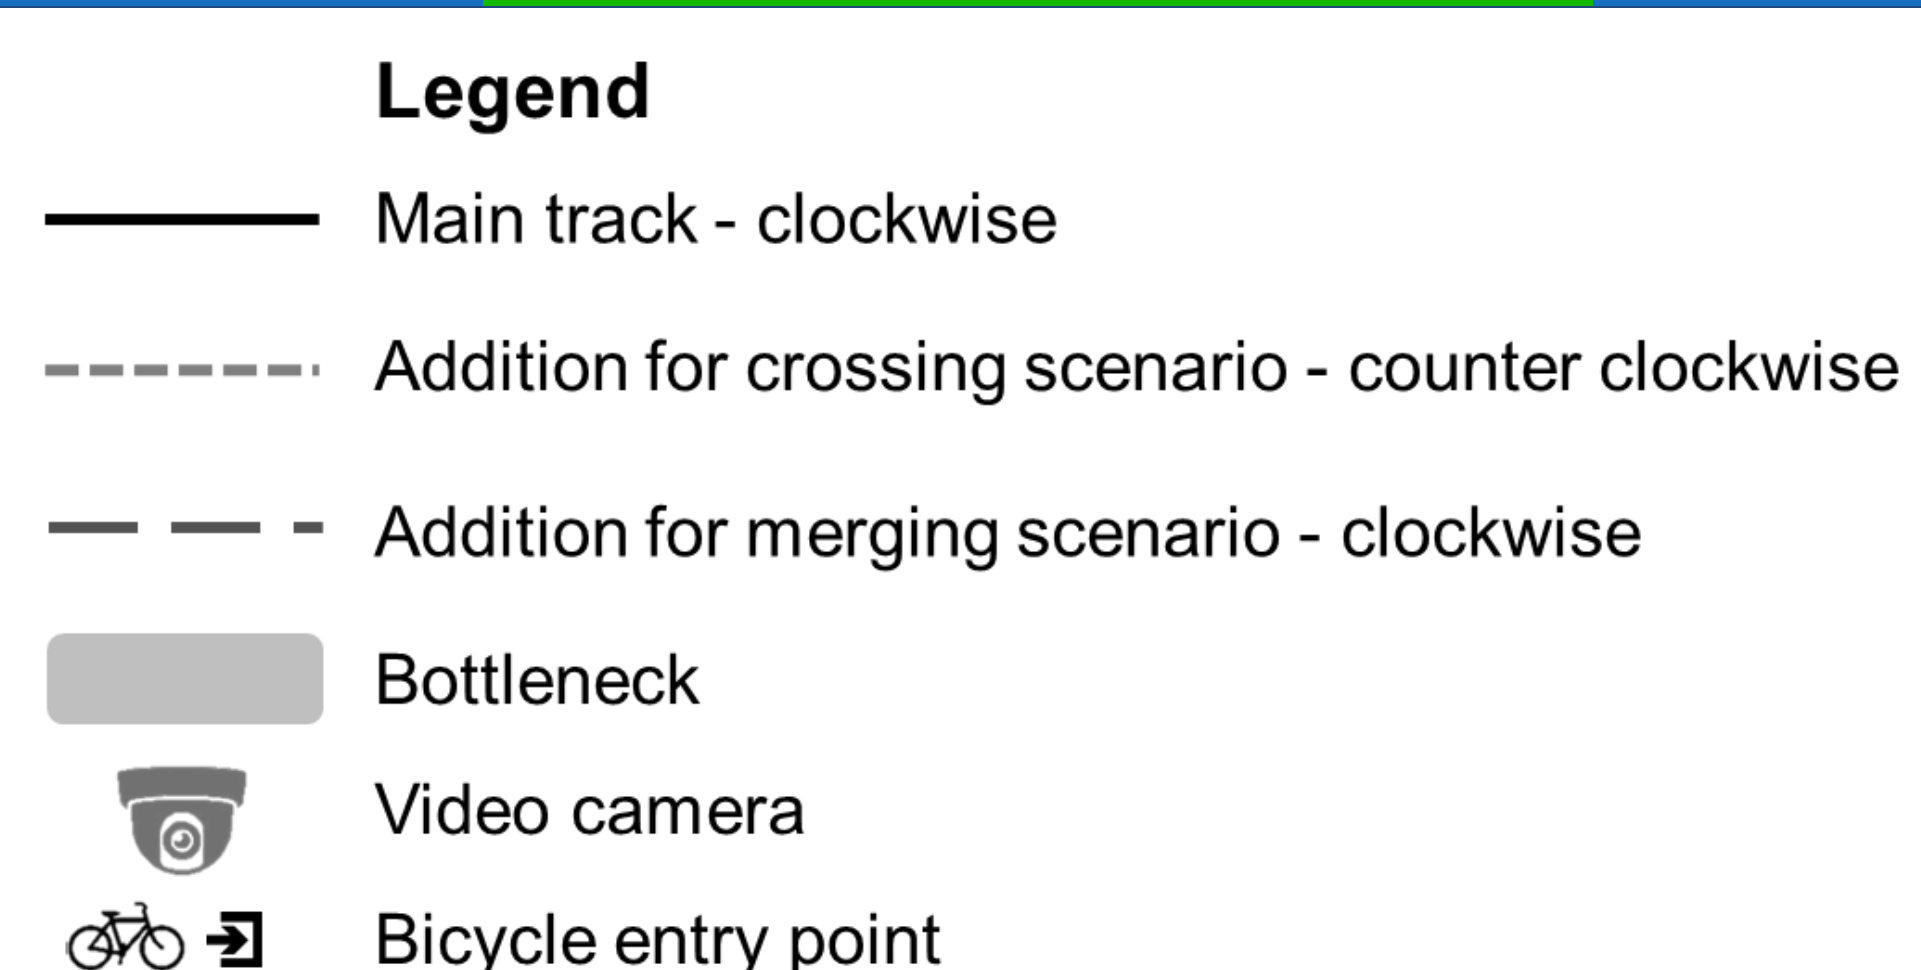 Legend
Main track - clockwise
Addition for crossing scenario - counter clockwise
Addition for merging scenario - clockwise
Bottleneck
Video camera
Bicycle entry point